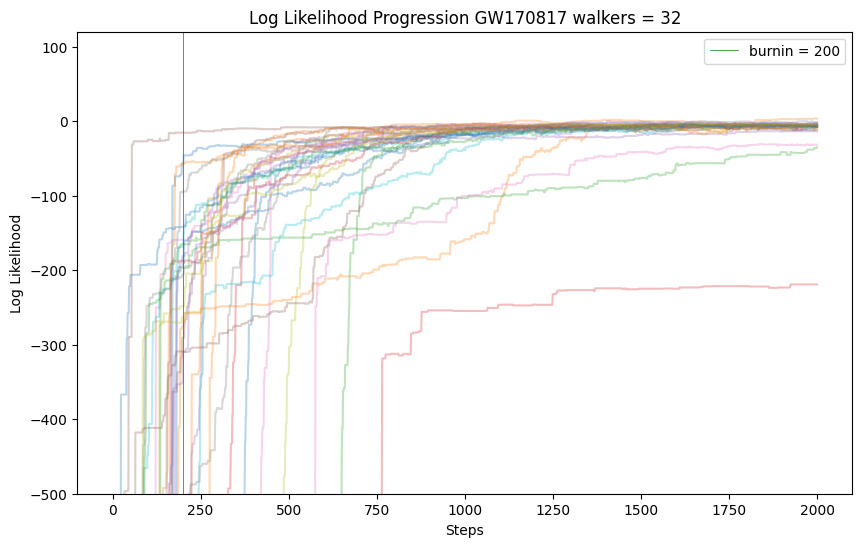 Log Likelihood Progression GW170817 walkers = 32
burnin = 200
Log Likelihood
100
0
−100
−200
−300
−400
−500
0 250 500 750 1000 1250 1500 1750 2000
Steps